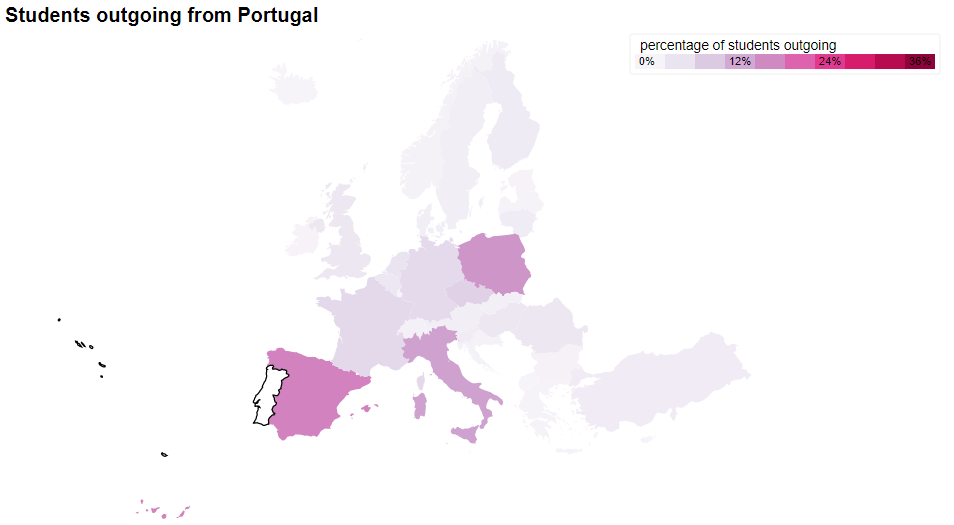 Students outgoing from Portugal
percentage of students outgoing
0% 12% 24% 36%